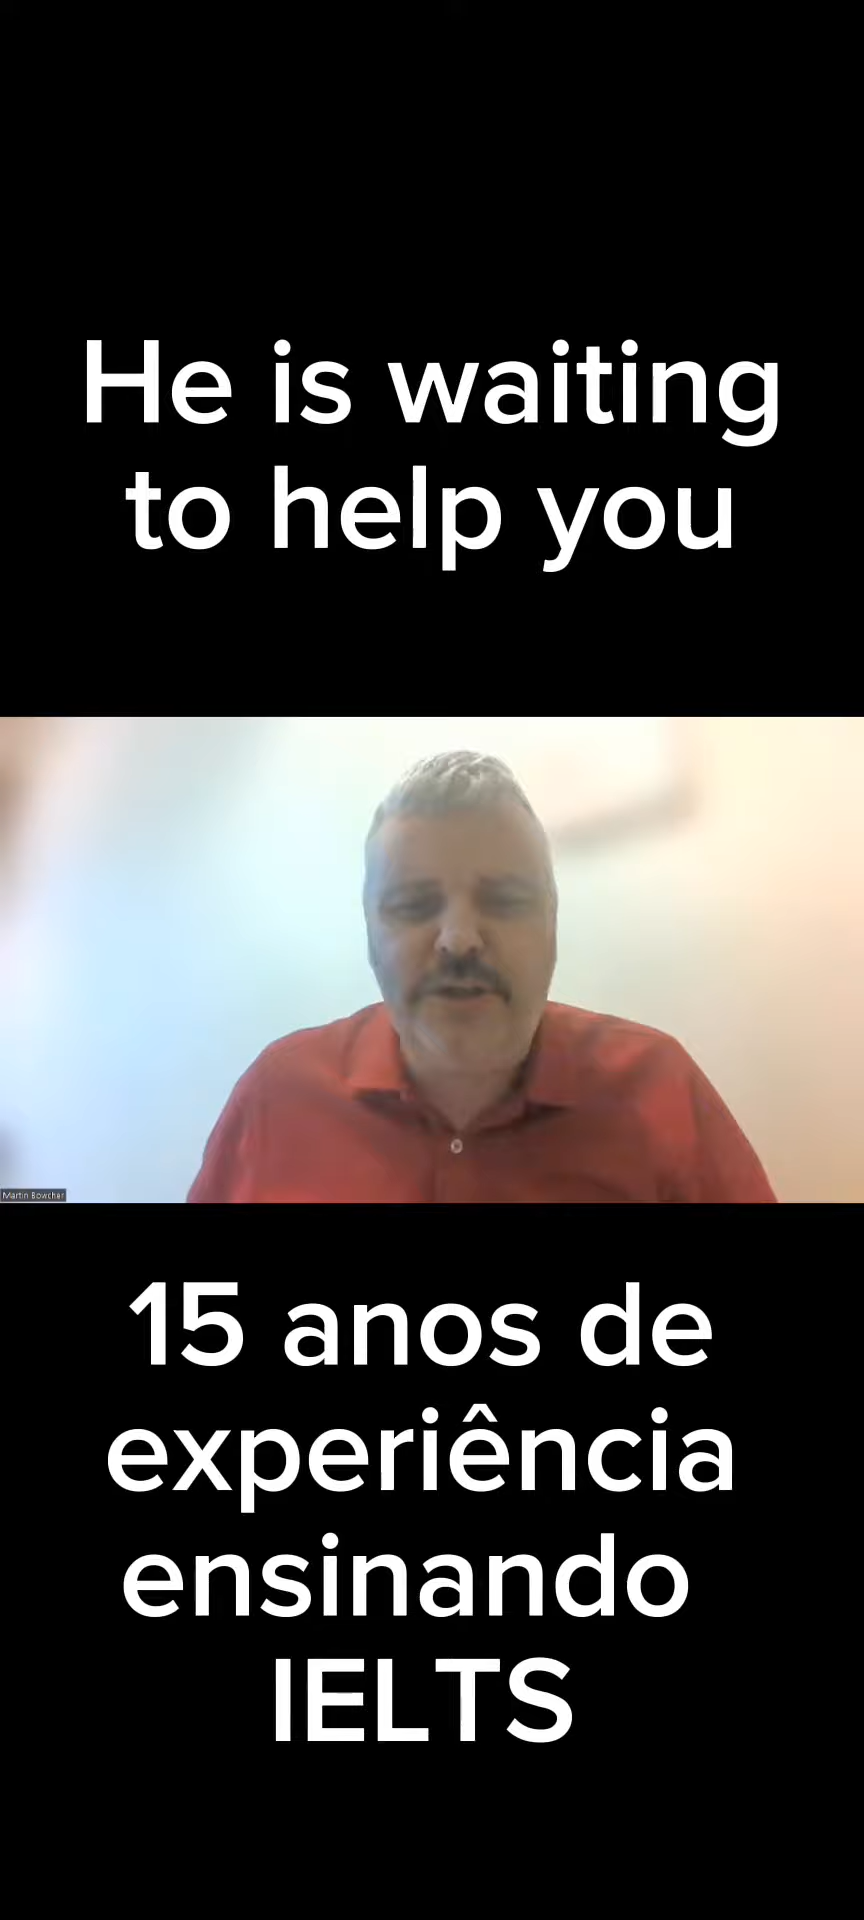 He is waiting
to help you
Martin Bowcher
15 anos de
experiência
ensinando
IELTS